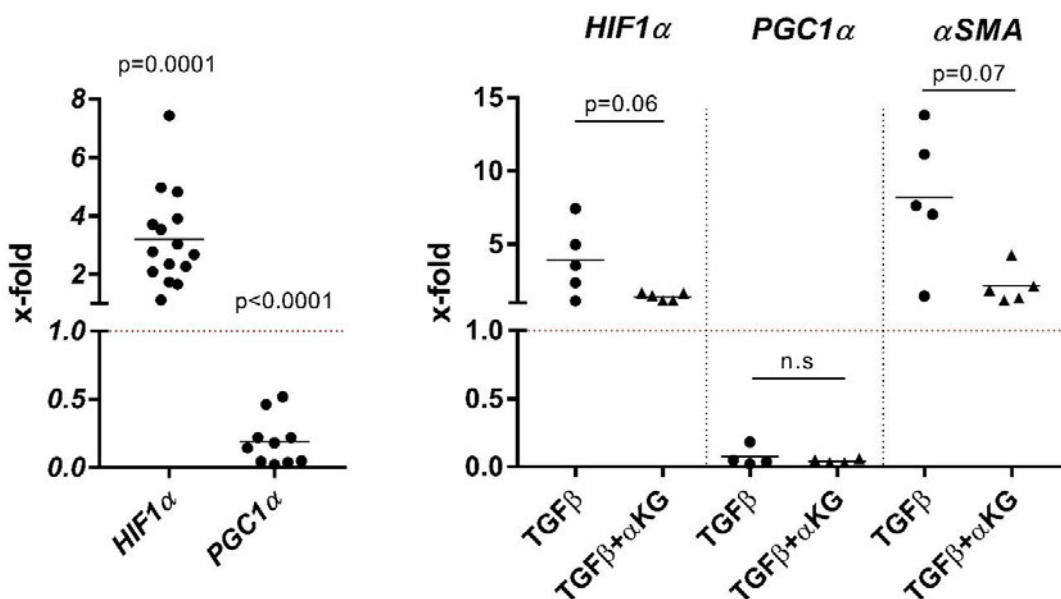 p=0.0001
8
6
4
2
x-fold
p<0.0001
1.0
0.5
0.0
HIF1α
PGC1α
HIF1α
PGC1α
αSMA
p=0.07
15
p=0.06
10
5
x-fold
1.0
n.s
0.5
0.0
TGFβ
TGFβ+αKG
TGFβ
TGFβ+αKG
TGFβ
TGFβ+αKG